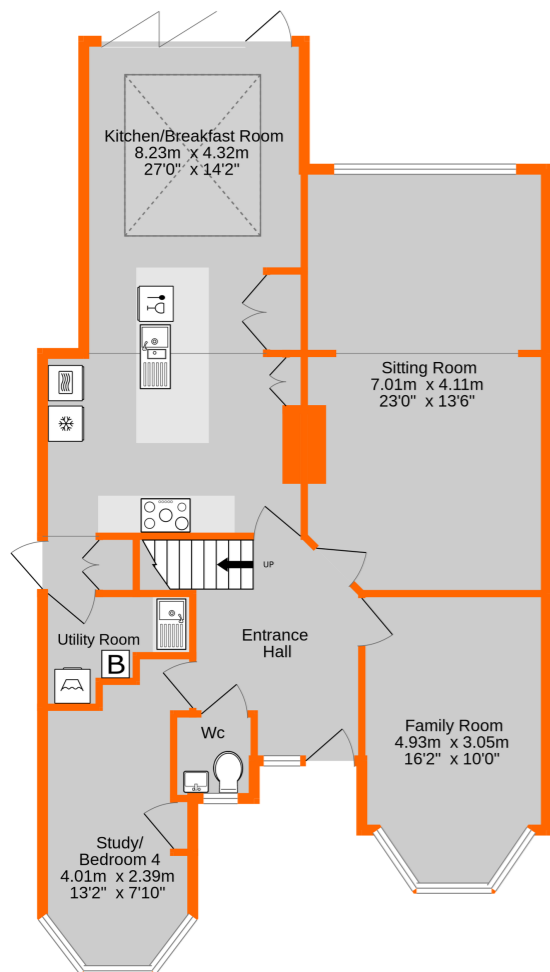 Kitchen/Breakfast Room
8.23m x 4.32m
27'0" x 14'2"
Sitting Room
7.01m x 4.11m
23'0" x 13'6"
UP
Utility Room
B
Entrance
Hall
Wc
Family Room
4.93m x 3.05m
16'2" x 10'0"
Study/
Bedroom 4
4.01m x 2.39m
13'2" x 7'10"